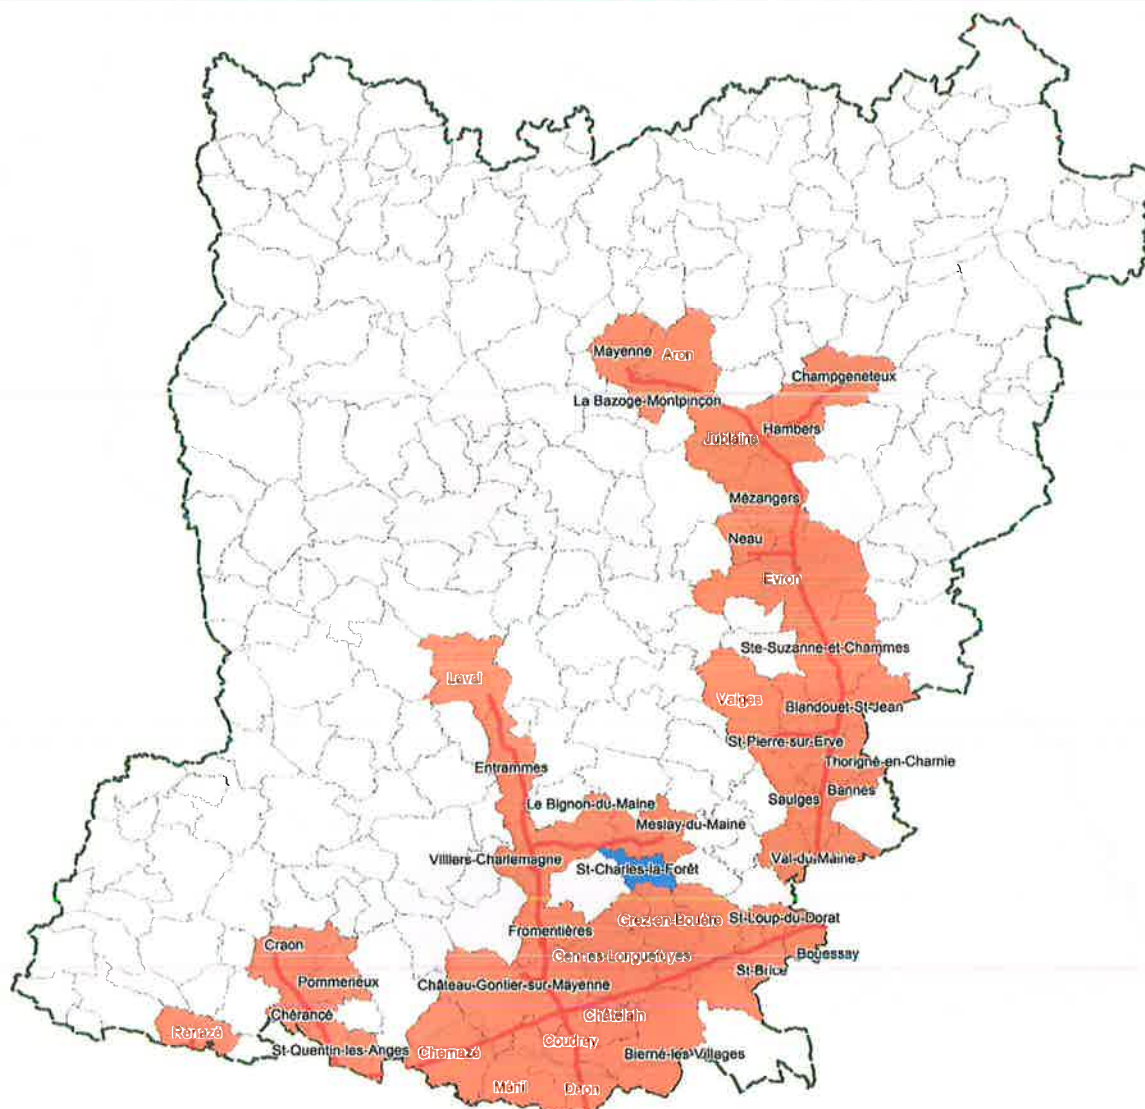 Mayenne
Aron
Champgenéteux
La Bazoge-Montpinçon
Hambers
Jublains
Mézangers
Neau
Evron
Ste-Suzanne-et-Chammes
Laval
Vaiges
Blandouet-St-Jean
St-Pierre-sur-Erve
Thorigné-en-Charnie
Entrammes
Bannes
Saulges
Le Bignon-du-Maine
Meslay-du-Maine
Villiers-Charlemagne
Val-du-Maine
St-Charles-la-Forêt
Grez-en-Bouère
St-Loup-du-Dorat
Fromentières
Craon
Bouessay
Gennes-Longuefuyes
St-Brice
Pommerieux
Château-Gontier-sur-Mayenne
Chérancé
Châtelain
Renazé
Coudray
St-Quentin-les-Anges
Chemazé
Bierné-les-Villages
Ménil
Daon